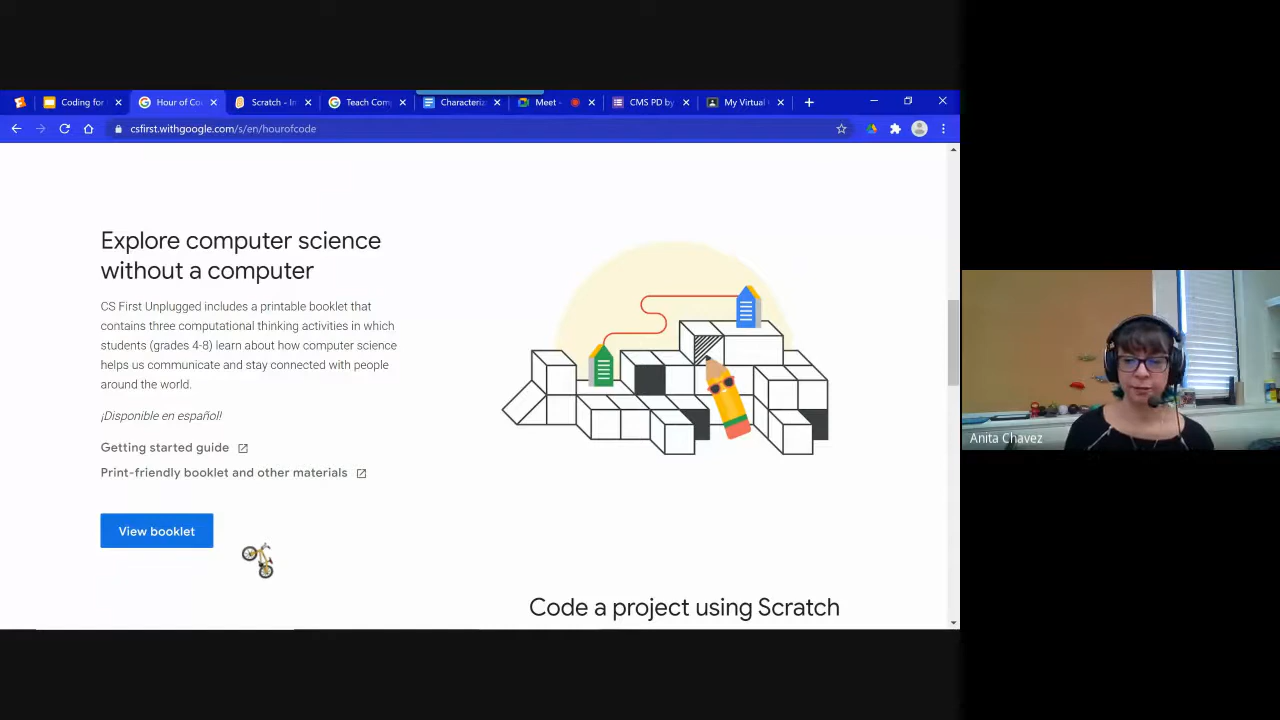 Coding for
Hour of Co
Scratch - In
Teach Com
Characteriz
Meet -
CMS PD by
My Virtual
csfirst.withgoogle.com/s/en/hourofcode
Explore computer science
without a computer
CS First Unplugged includes a printable booklet that
contains three computational thinking activities in which
students (grades 4-8) learn about how computer science
helps us communicate and stay connected with people
around the world.
¡Disponible en español!
Getting started guide
Print-friendly booklet and other materials
View booklet
Code a project using Scratch
Anita Chavez